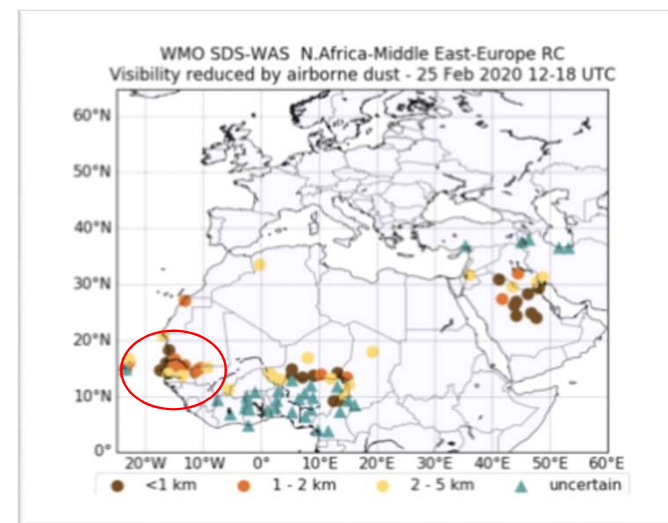 WMO SDS-WAS N.Africa-Middle East-Europe RC
Visibility reduced by airborne dust - 25 Feb 2020 12-18 UTC
60°N
50°N
40°N
30°N
20°N
10°N
0°
20°W 10°W 0° 10°E 20°E 30°E 40°E 50°E 60°E
<1 km 1 - 2 km 2 - 5 km uncertain